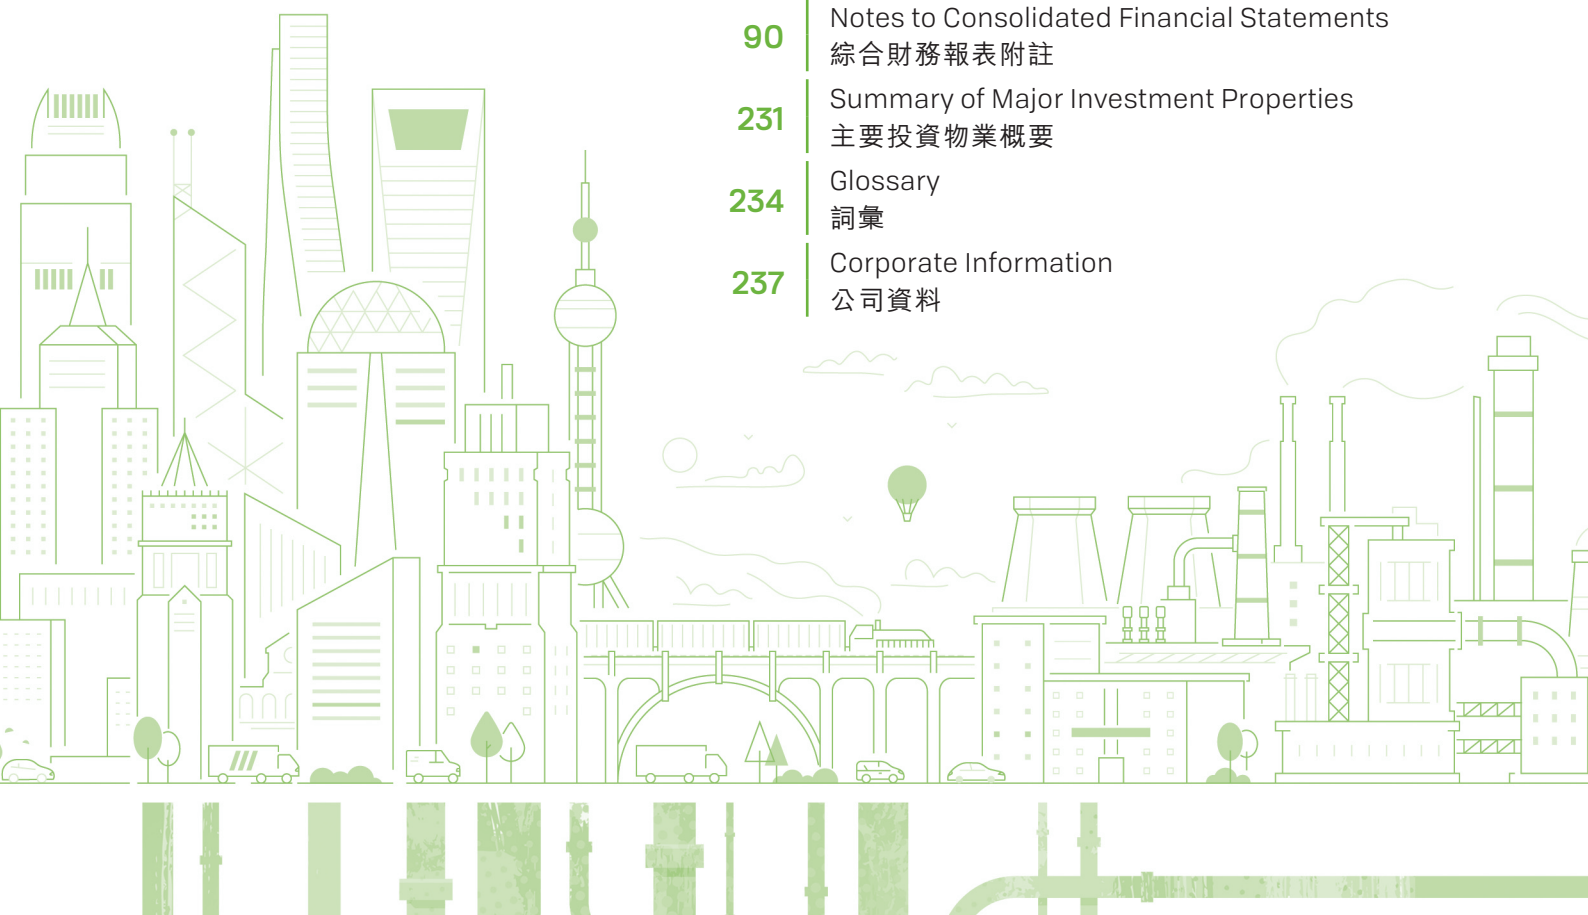 90
Notes to Consolidated Financial Statements
綜合財務報表附註
231
Summary of Major Investment Properties
主要投資物業概要
234
Glossary
詞彙
237
Corporate Information
公司資料